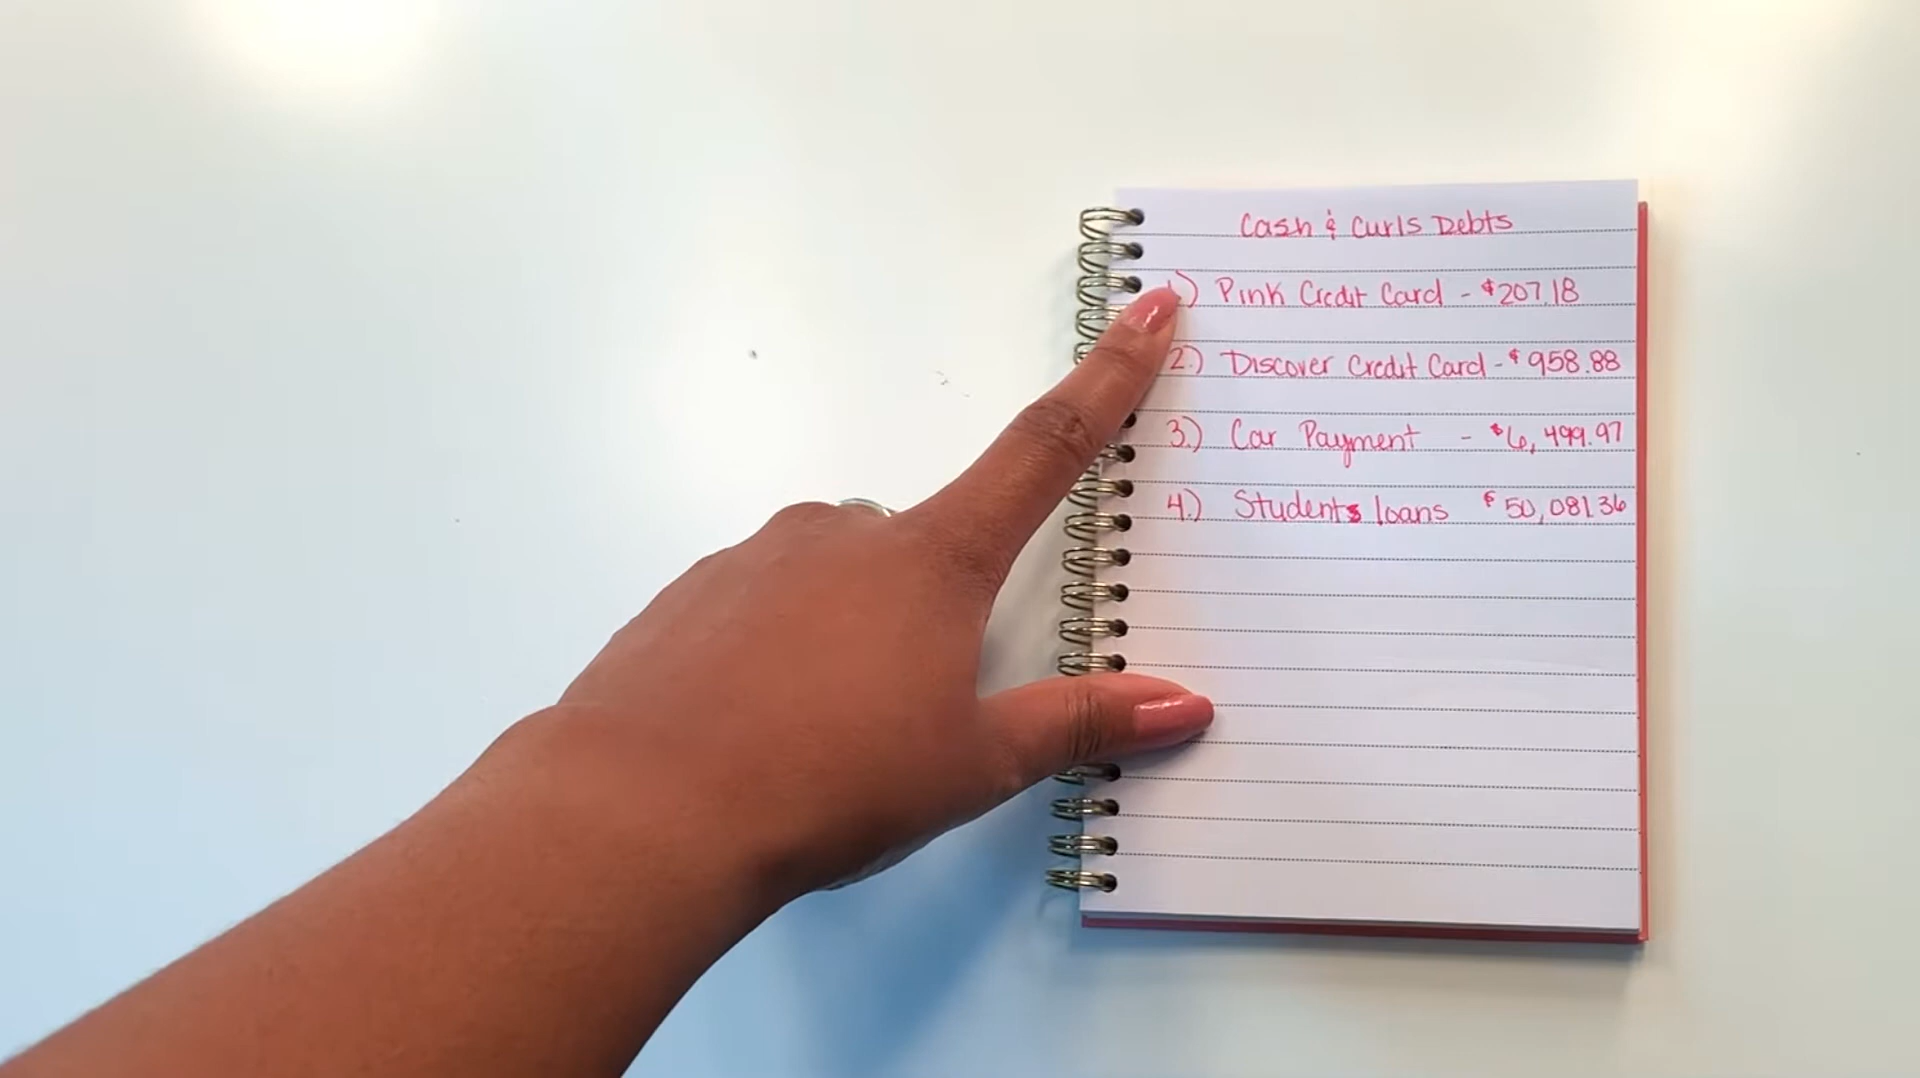 Cash & Curls Debts
1.) Pink Credit Card - $207.18
2.) Discover Credit Card - $958.88
3.) Car Payment - $6,499.97
4.) Students loans $50,081.36